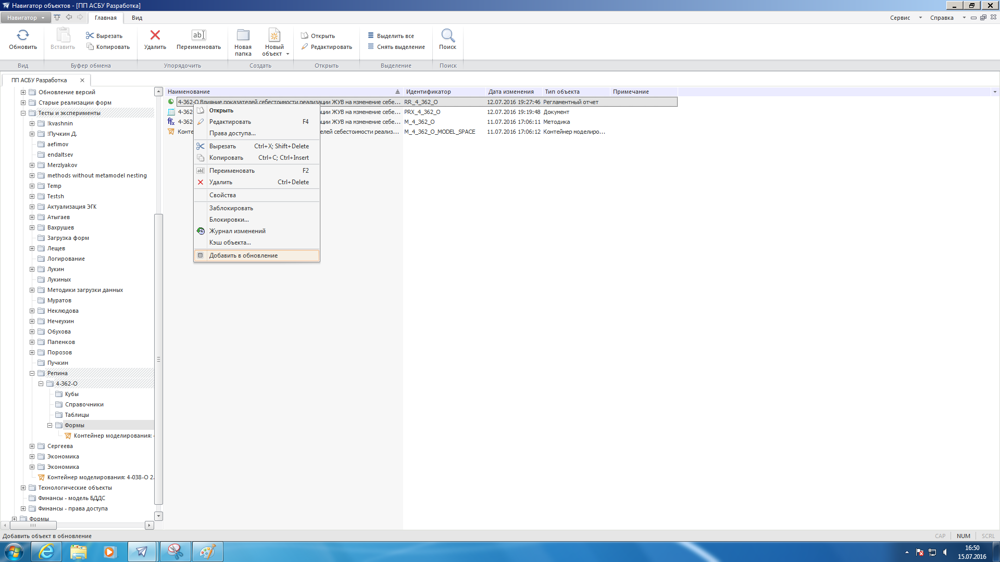 Навигатор объектов - [ПП АСБУ Разработка]
Навигатор
Главная
Вид
Сервис
Справка
Обновить
Вставить
Вырезать
Копировать
Удалить
Переименовать
Новая папка
Новый объект
Открыть
Редактировать
Выделить все
Снять выделение
Поиск
Вид
Буфер обмена
Упорядочить
Создать
Открыть
Выделение
Поиск
ПП АСБУ Разработка
Обновление версий
Старые реализации форм
Тесты и эксперименты
!kvashnin
!Пучкин Д.
aefimov
endaltsev
Merzlyakov
methods without metamodel nesting
Temp
Testsh
Актуализация ЭГК
Атыгаев
Вахрушев
Загрузка форм
Лещев
Логирование
Лукин
Лукиных
Методики загрузки данных
Муратов
Неклюдова
Нечеухин
Обухова
Папенков
Порозов
Пучкин
Репина
4-362-О
Кубы
Справочники
Таблицы
Формы
Контейнер моделирования:
Сергеева
Экономика
Экономика
Контейнер моделирования: 4-038-О 2.
Технологические объекты
Финансы - модель БДДС
Финансы - права доступа
Формы
Наименование Идентификатор Дата изменения Тип объекта Примечание
4-362-О Влияние показателей себестоимости реализации ЖУВ на мзменение себе... RR_4_362_O 12.07.2016 19:27:46 Регламентный отчет
4-362 ции ЖУВ на мзменение себе... PRX_4_362_O 12.07.2016 19:19:48 Документ
4-362 ции ЖУВ на мзменение себе... M_4_362_O 11.07.2016 17:06:11 Методика
Конте елей себестоимости реализ... M_4_362_O_MODEL_SPACE 11.07.2016 17:06:12 Контейнер моделиро...
Открыть
Редактировать F4
Права доступа...
Вырезать Ctrl+X; Shift+Delete
Копировать Ctrl+C; Ctrl+Insert
Переименовать F2
Удалить Ctrl+Delete
Свойства
Заблокировать
Блокировки...
Журнал изменений
Кэш объекта...
Добавить в обновление
Добавить объект в обновление
CAP NUM SCRL
16:50
15.07.2016